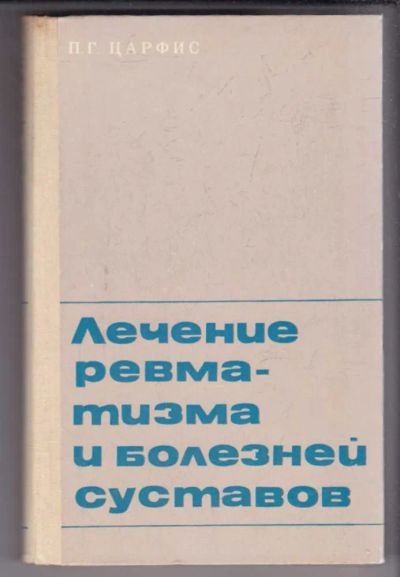 П. Г. ЦАРФИС
Лечение
ревма-
тизма
и болезней
суставов